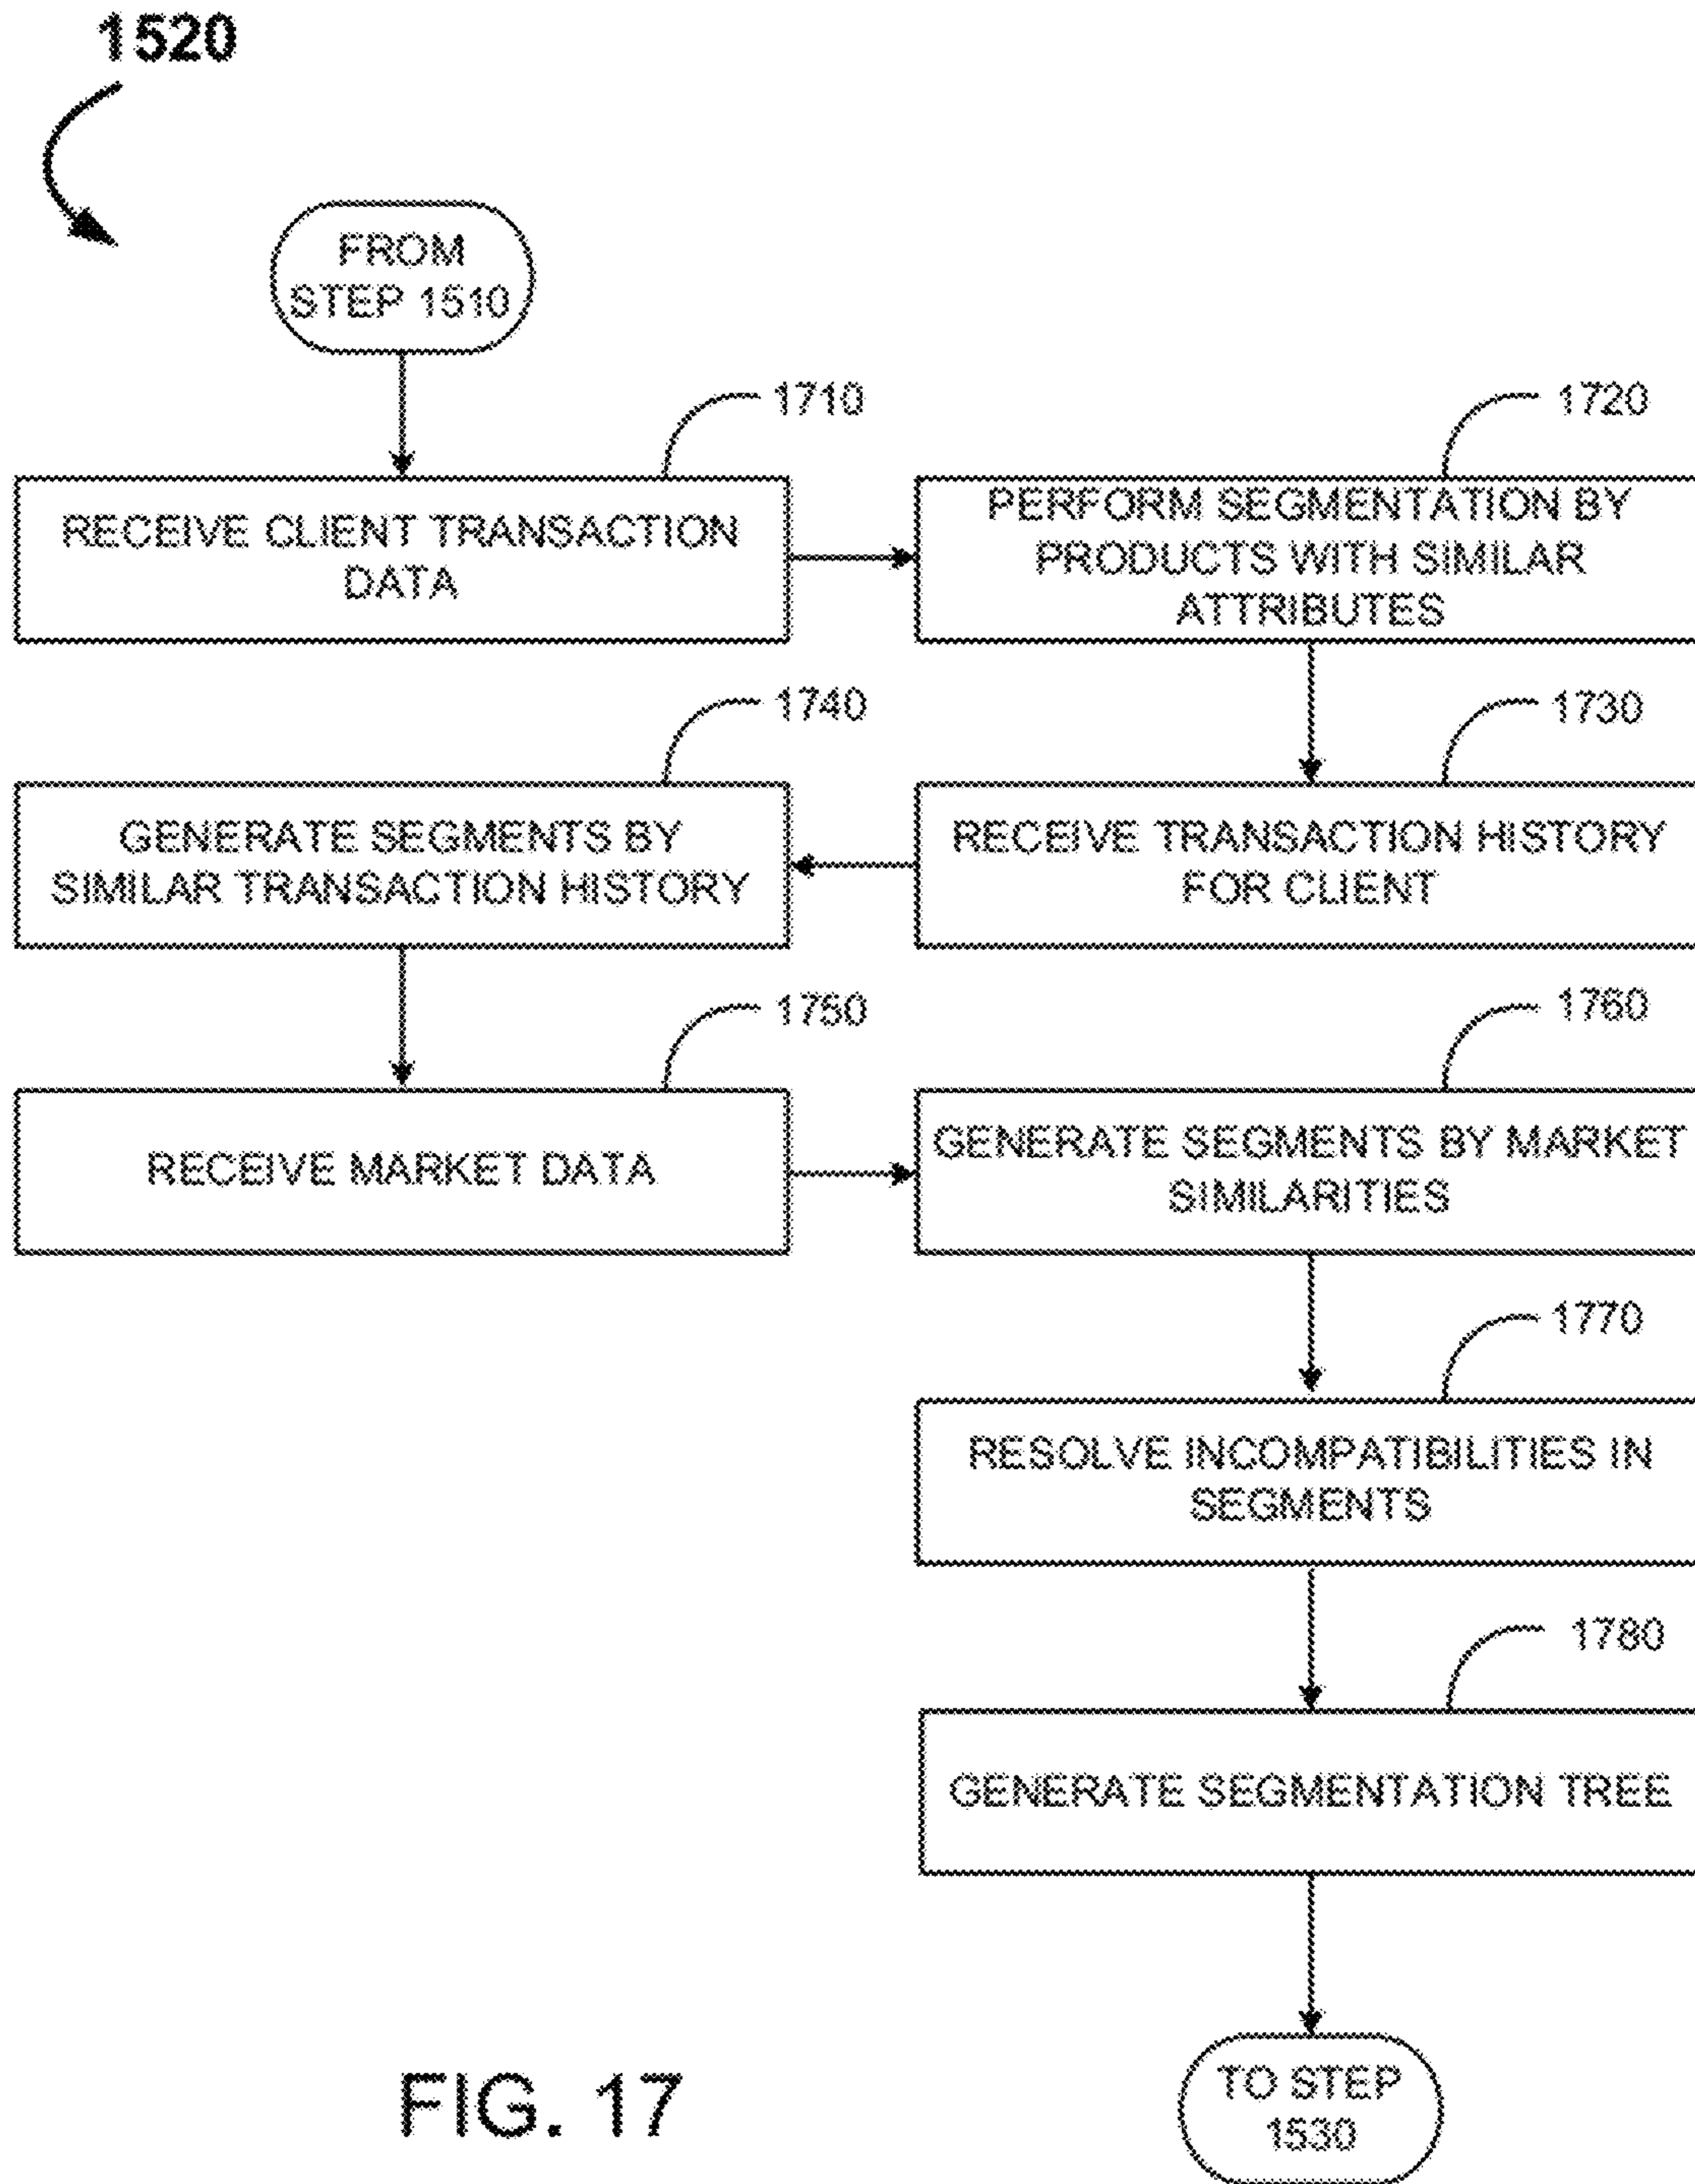 1520
FROM
STEP 1510
1710
RECEIVE CLIENT TRANSACTION
DATA
1720
PERFORM SEGMENTATION BY
PRODUCTS WITH SIMILAR
ATTRIBUTES
1740
GENERATE SEGMENTS BY
SIMILAR TRANSACTION HISTORY
1730
RECEIVE TRANSACTION HISTORY
FOR CLIENT
1750
RECEIVE MARKET DATA
1760
GENERATE SEGMENTS BY MARKET
SIMILARITIES
1770
RESOLVE INCOMPATIBILITIES IN
SEGMENTS
1780
GENERATE SEGMENTATION TREE
TO STEP
1530
FIG. 17